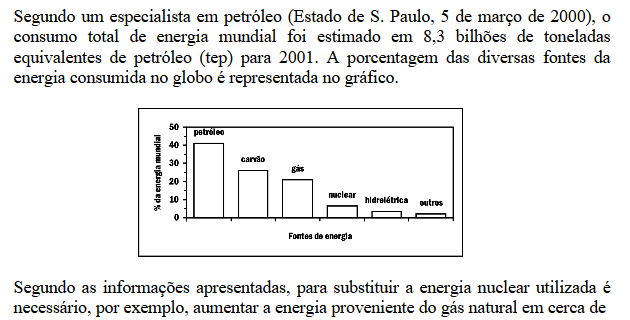 Segundo um especialista em petróleo (Estado de S. Paulo, 5 de março de 2000), o
consumo total de energia mundial foi estimado em 8,3 bilhões de toneladas
equivalentes de petróleo (tep) para 2001. A porcentagem das diversas fontes da
energia consumida no globo é representada no gráfico.
% da energia mundial
50
40
30
20
10
0
petróleo
carvão
gás
nuclear
hidrelétrica
outros
Fontes de energia
Segundo as informações apresentadas, para substituir a energia nuclear utilizada é
necessário, por exemplo, aumentar a energia proveniente do gás natural em cerca de